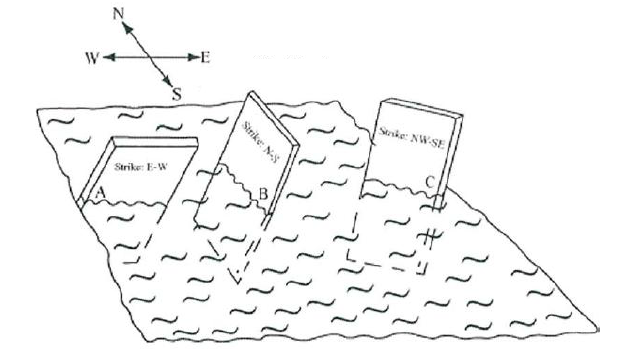 N
W E
S
Strike: E-W
Strike: N-S
Strike: NW-SE
A
B
C